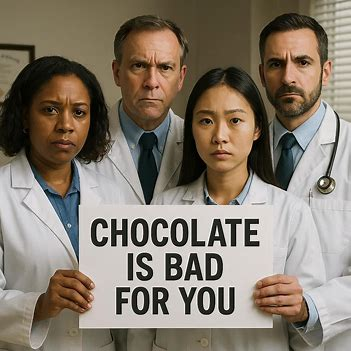 CHOCOLATE
IS BAD
FOR YOU